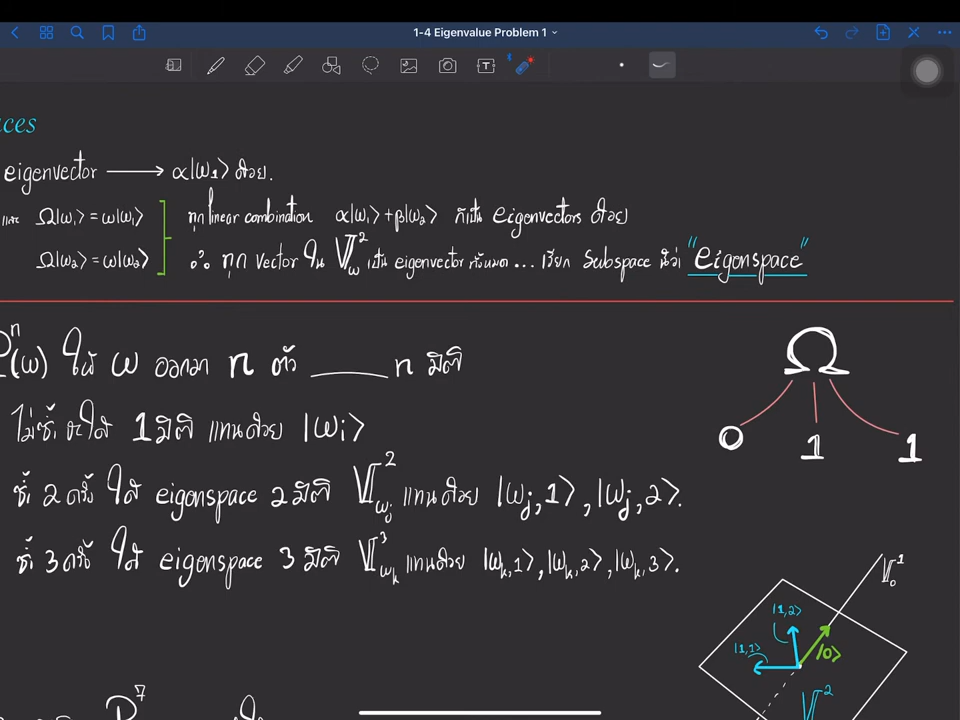 1-4 Eigenvalue Problem 1
T
ces
eigenvector ⟶ α|ω₁⟩ ด้วย.
และ Ω|ω₁⟩ = ω|ω₁⟩
Ω|ω₂⟩ = ω|ω₂⟩
ทุก linear combination α|ω₁⟩+β|ω₂⟩ ก็เป็น eigenvectors ด้วย
∴ ทุก vector ใน 𝕍²_ω เป็น eigenvector ทั้งหมด... เรียก Subspace นี้ว่า "Eigenspace"
ⁿ(ω) ให้ ω ออกมา n ตัว ______ n มิติ
ไม่ซ้ำ จะได้ 1 มิติ แทนด้วย |ωᵢ⟩
ซ้ำ 2 ครั้ง ได้ eigenspace 2 มิติ 𝕍²_ωj แทนด้วย |ωj,1⟩,|ωj,2⟩.
ซ้ำ 3 ครั้ง ได้ eigenspace 3 มิติ 𝕍³_ωk แทนด้วย |ωk,1⟩,|ωk,2⟩,|ωk,3⟩.
Ω
0 1 1
𝕍¹₀
|1,2⟩
|1,1⟩
|0⟩
𝕍²
P⁷